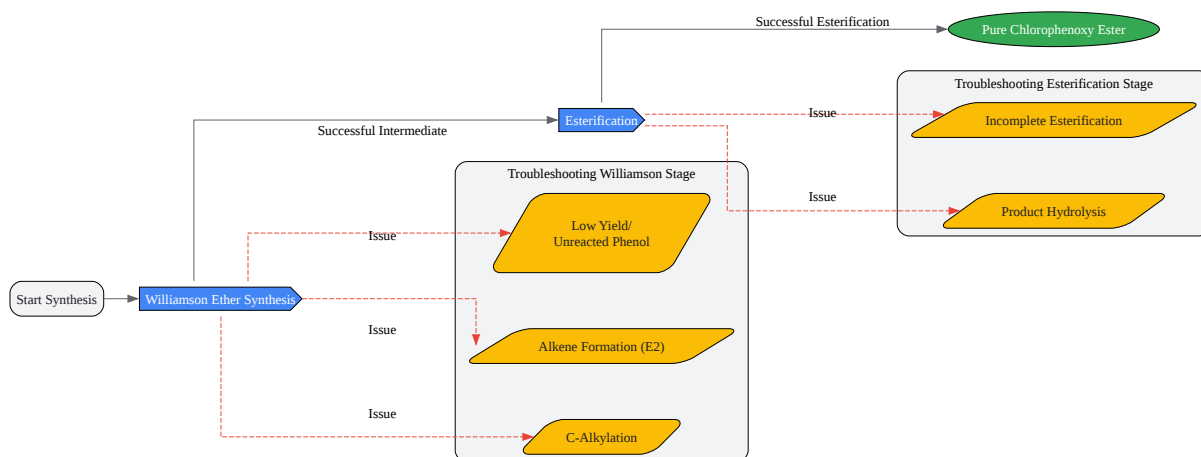 Successful Esterification
Pure Chlorophenoxy Ester
Troubleshooting Esterification Stage
Issue
Incomplete Esterification
Esterification
Successful Intermediate
Troubleshooting Williamson Stage
Issue
Product Hydrolysis
Low Yield/
Unreacted Phenol
Issue
Start Synthesis
Williamson Ether Synthesis
Issue
Alkene Formation (E2)
Issue
C-Alkylation